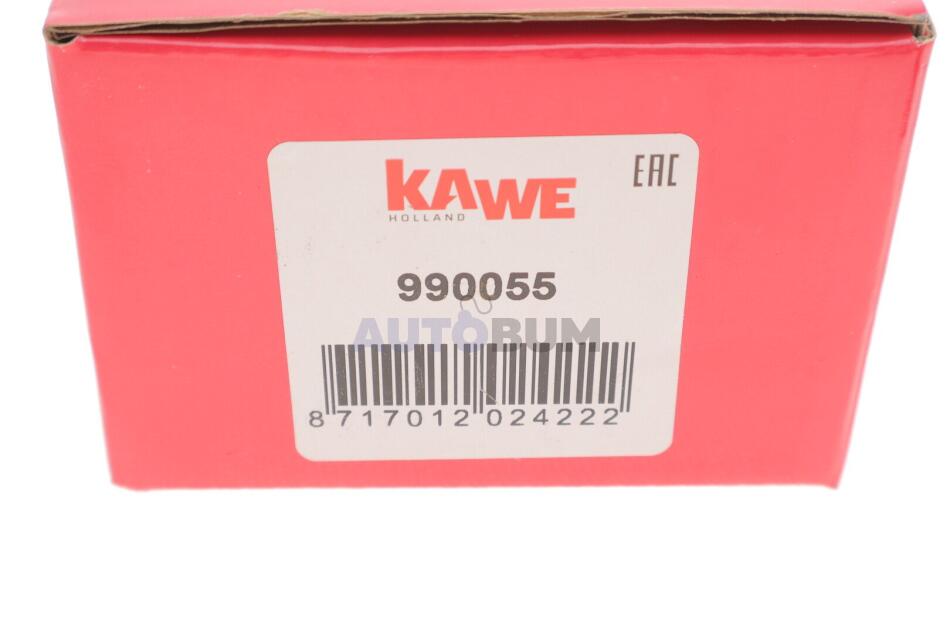 KAWE
HOLLAND
EAC
990055
AUTOBUM
8 717012 024222